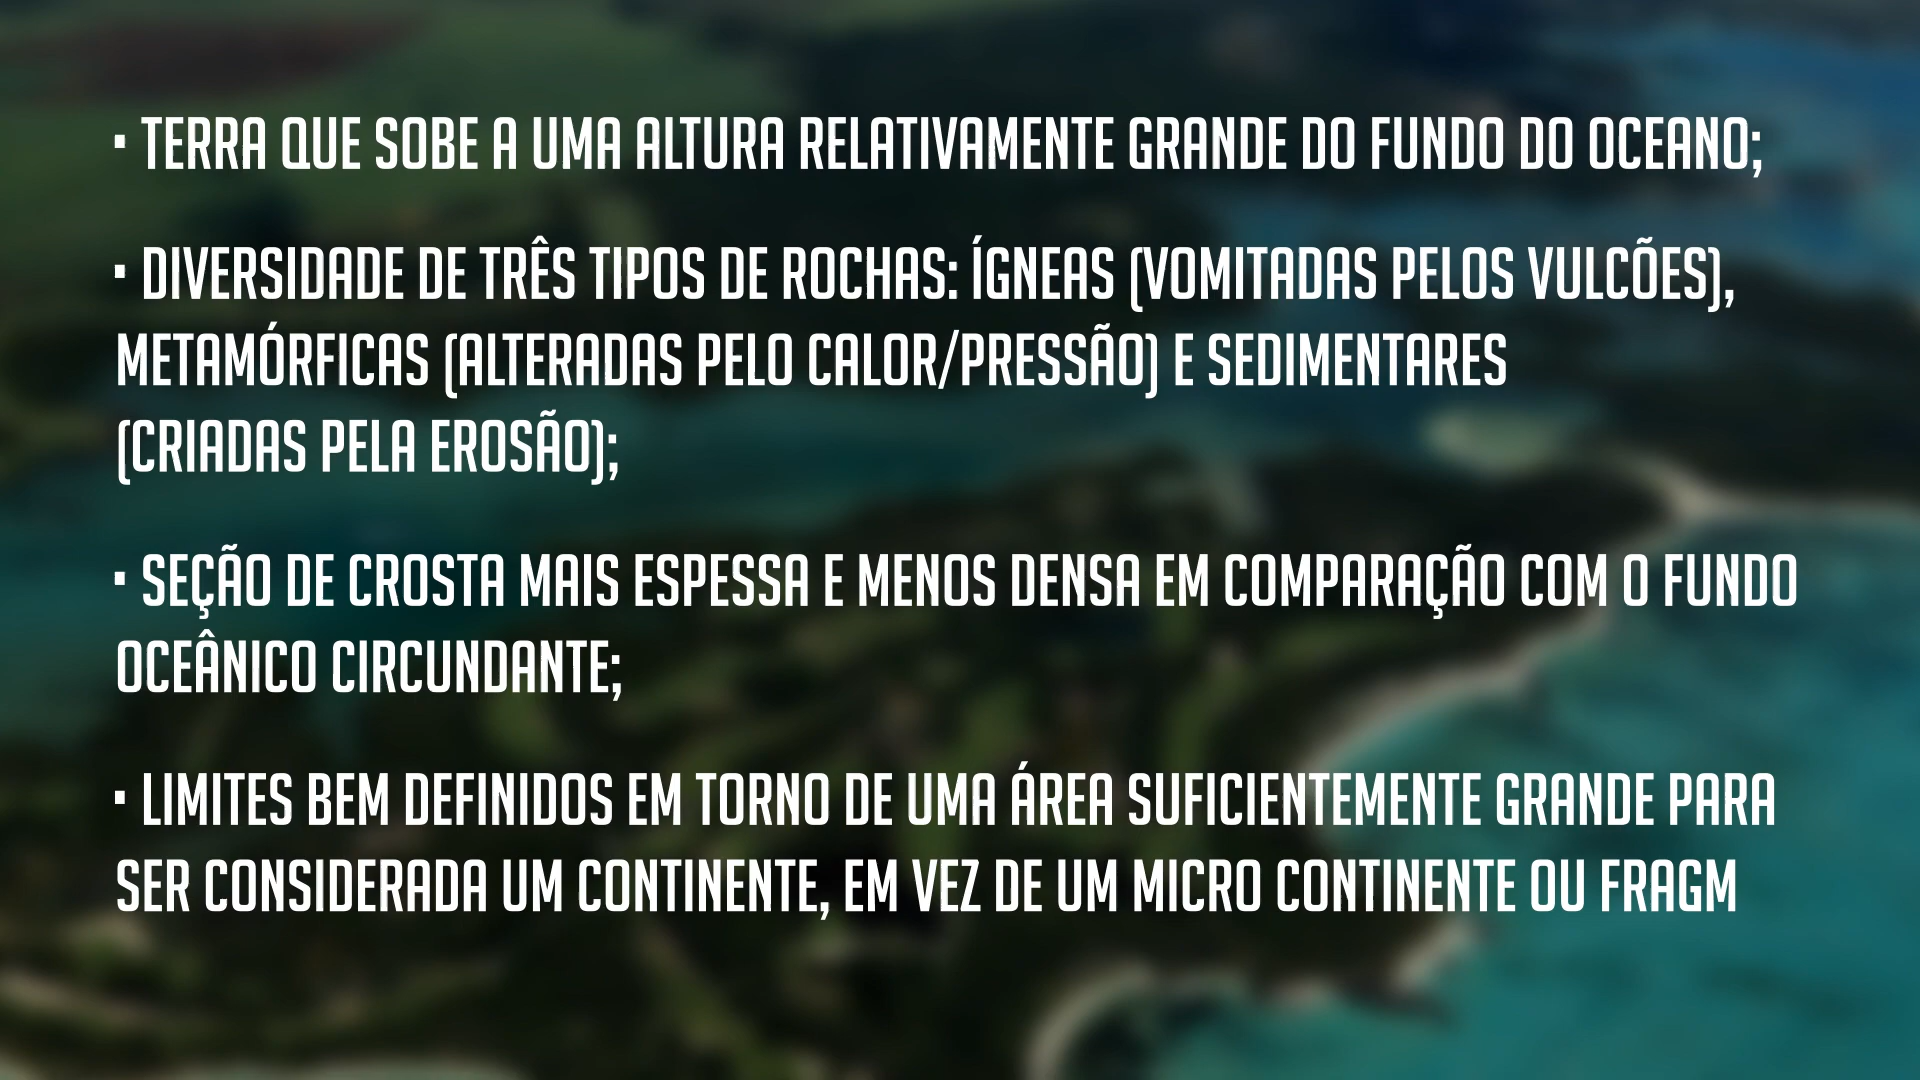 · TERRA QUE SOBE A UMA ALTURA RELATIVAMENTE GRANDE DO FUNDO DO OCEANO;
· DIVERSIDADE DE TRÊS TIPOS DE ROCHAS: ÍGNEAS (VOMITADAS PELOS VULCÕES),
METAMÓRFICAS (ALTERADAS PELO CALOR/PRESSÃO) E SEDIMENTARES
(CRIADAS PELA EROSÃO);
· SEÇÃO DE CROSTA MAIS ESPESSA E MENOS DENSA EM COMPARAÇÃO COM O FUNDO
OCEÂNICO CIRCUNDANTE;
· LIMITES BEM DEFINIDOS EM TORNO DE UMA ÁREA SUFICIENTEMENTE GRANDE PARA
SER CONSIDERADA UM CONTINENTE, EM VEZ DE UM MICRO CONTINENTE OU FRAGM